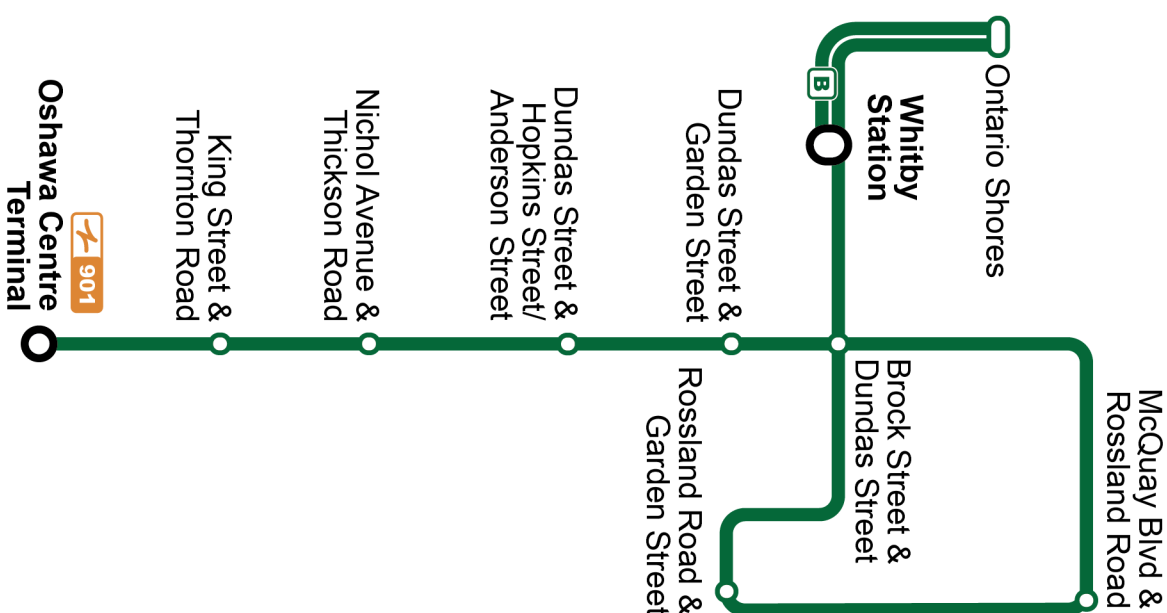 Ontario Shores
B
Whitby
Station
Dundas Street &
Garden Street
Dundas Street &
Hopkins Street/
Anderson Street
Nichol Avenue &
Thickson Road
King Street &
Thornton Road
901
Oshawa Centre
Terminal
McQuay Blvd &
Rossland Road
Brock Street &
Dundas Street
Rossland Road &
Garden Street